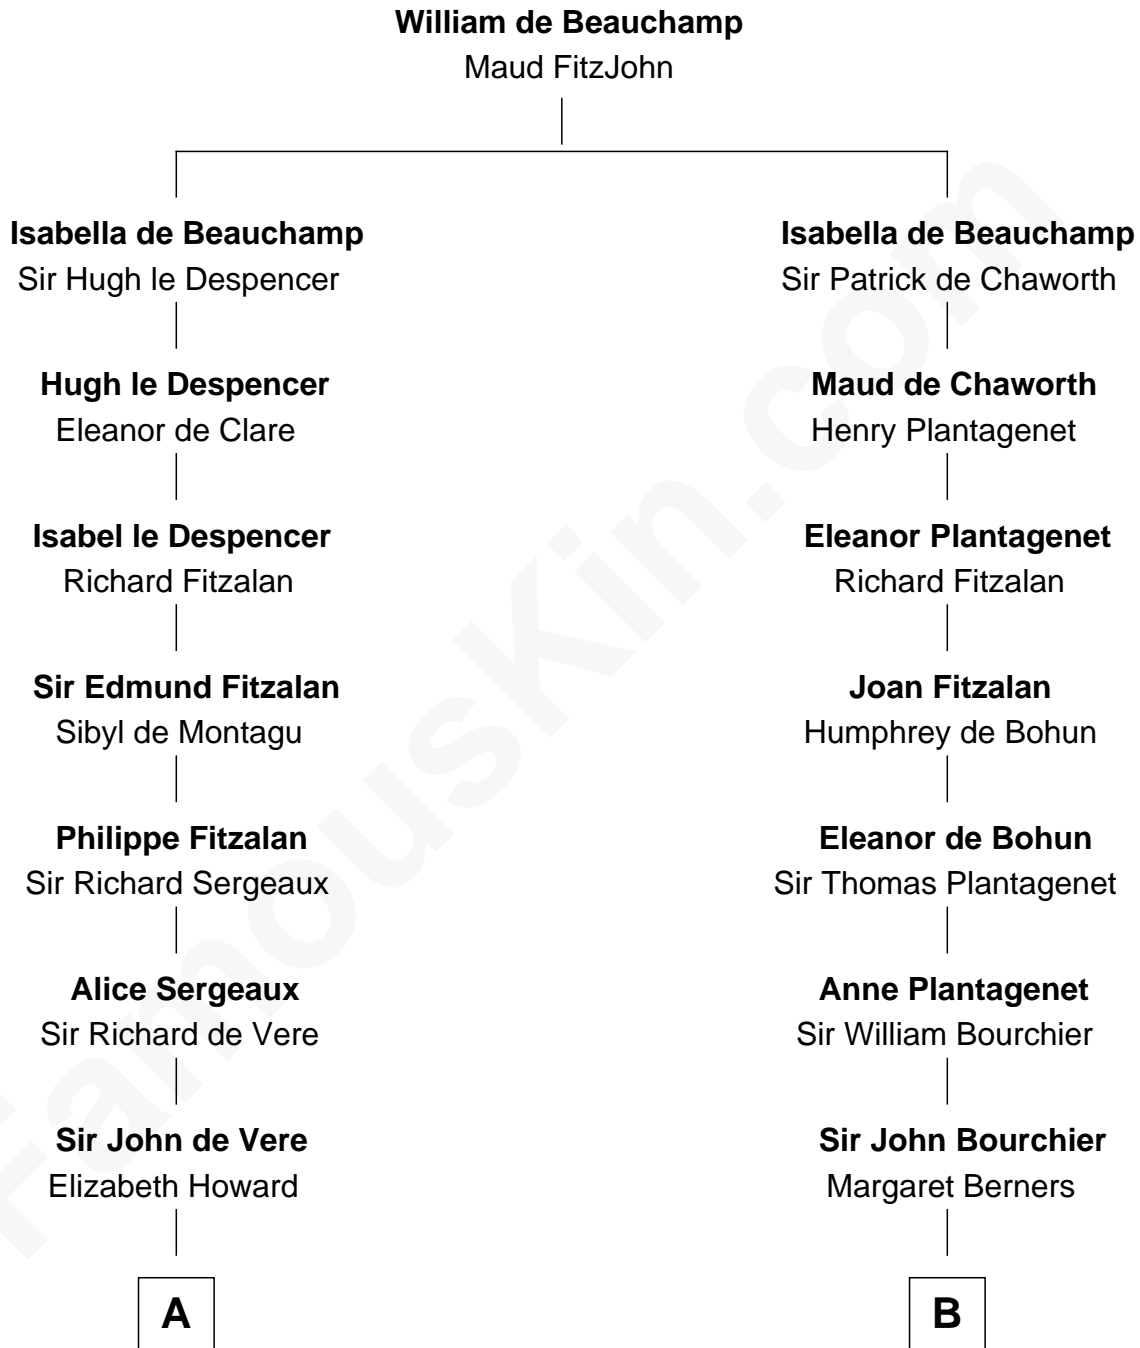 William de Beauchamp
Maud FitzJohn
Isabella de Beauchamp
Sir Hugh le Despencer
Isabella de Beauchamp
Sir Patrick de Chaworth
Hugh le Despencer
Eleanor de Clare
Maud de Chaworth
Henry Plantagenet
Isabel le Despencer
Richard Fitzalan
Eleanor Plantagenet
Richard Fitzalan
Sir Edmund Fitzalan
Sibyl de Montagu
Joan Fitzalan
Humphrey de Bohun
Philippe Fitzalan
Sir Richard Sergeaux
Eleanor de Bohun
Sir Thomas Plantagenet
Alice Sergeaux
Sir Richard de Vere
Anne Plantagenet
Sir William Bourchier
Sir John de Vere
Elizabeth Howard
Sir John Bourchier
Margaret Berners
A
B
FamousKin.com